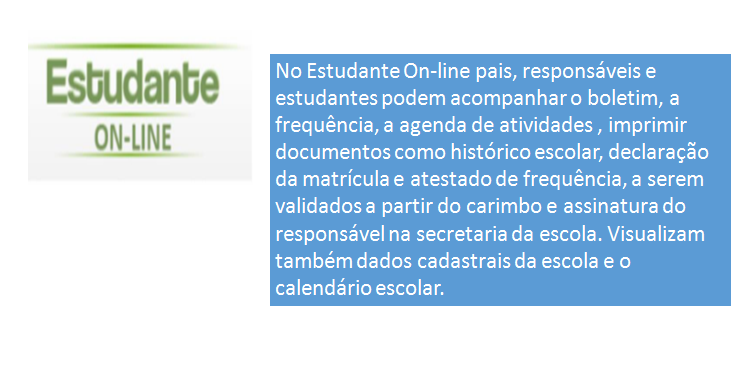 Estudante
ON-LINE
No Estudante On-line pais, responsáveis e
estudantes podem acompanhar o boletim, a
frequência, a agenda de atividades , imprimir
documentos como histórico escolar, declaração
da matrícula e atestado de frequência, a serem
validados a partir do carimbo e assinatura do
responsável na secretaria da escola. Visualizam
também dados cadastrais da escola e o
calendário escolar.